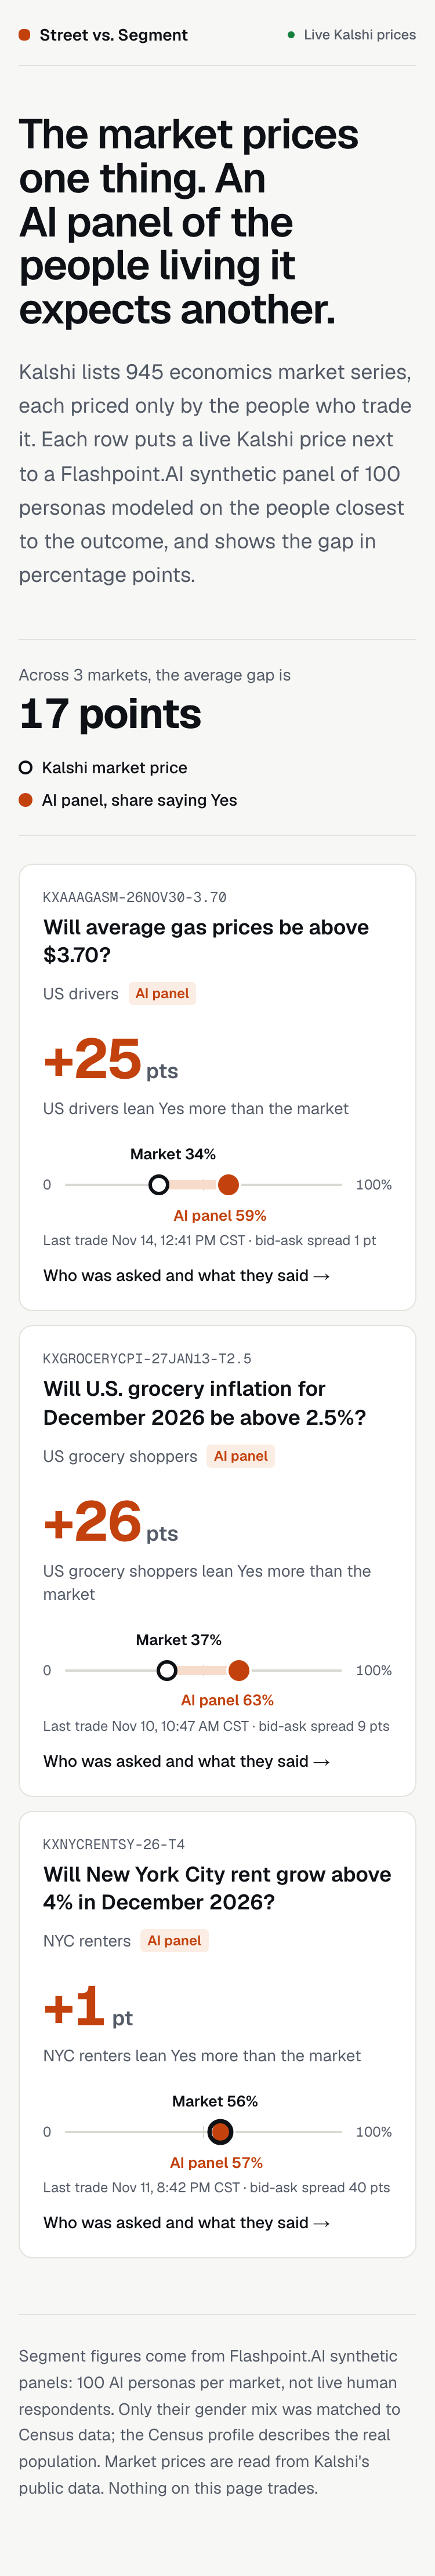 Street vs. Segment
Live Kalshi prices
The market prices
one thing. An
AI panel of the
people living it
expects another.
Kalshi lists 945 economics market series,
each priced only by the people who trade
it. Each row puts a live Kalshi price next
to a Flashpoint.AI synthetic panel of 100
personas modeled on the people closest
to the outcome, and shows the gap in
percentage points.
Across 3 markets, the average gap is
17 points
Kalshi market price
AI panel, share saying Yes
KXAAAGASM-26NOV30-3.70
Will average gas prices be above
$3.70?
US drivers AI panel
+25 pts
US drivers lean Yes more than the market
Market 34%
0 100%
AI panel 59%
Last trade Nov 14, 12:41 PM CST · bid-ask spread 1 pt
Who was asked and what they said →
KXGROCERYCPI-27JAN13-T2.5
Will U.S. grocery inflation for
December 2026 be above 2.5%?
US grocery shoppers AI panel
+26 pts
US grocery shoppers lean Yes more than the
market
Market 37%
0 100%
AI panel 63%
Last trade Nov 10, 10:47 AM CST · bid-ask spread 9 pts
Who was asked and what they said →
KXNYCRENTSY-26-T4
Will New York City rent grow above
4% in December 2026?
NYC renters AI panel
+1 pt
NYC renters lean Yes more than the market
Market 56%
0 100%
AI panel 57%
Last trade Nov 11, 8:42 PM CST · bid-ask spread 40 pts
Who was asked and what they said →
Segment figures come from Flashpoint.AI synthetic
panels: 100 AI personas per market, not live human
respondents. Only their gender mix was matched to
Census data; the Census profile describes the real
population. Market prices are read from Kalshi's
public data. Nothing on this page trades.